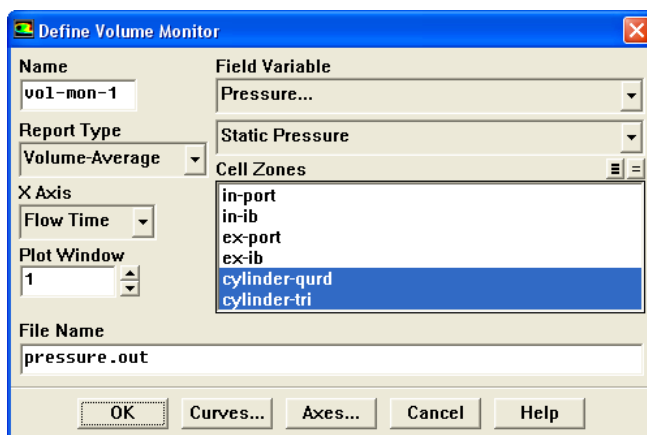 Define Volume Monitor
Name
vol-mon-1
Field Variable
Pressure...
Report Type
Volume-Average
Static Pressure
Cell Zones
X Axis
Flow Time
in-port
in-ib
ex-port
ex-ib
cylinder-qurd
cylinder-tri
Plot Window
1
File Name
pressure.out
OK
Curves...
Axes...
Cancel
Help